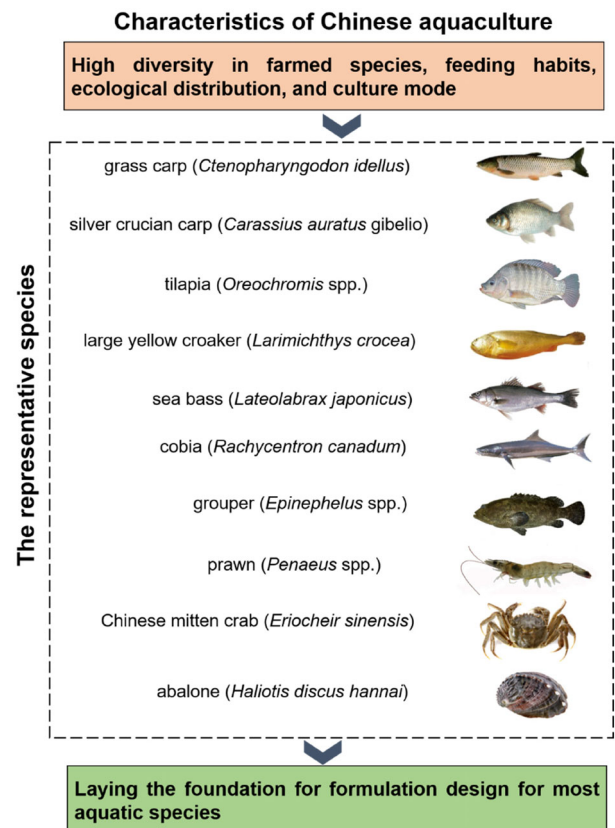 Characteristics of Chinese aquaculture
High diversity in farmed species, feeding habits,
ecological distribution, and culture mode
The representative species
grass carp (Ctenopharyngodon idellus)
silver crucian carp (Carassius auratus gibelio)
tilapia (Oreochromis spp.)
large yellow croaker (Larimichthys crocea)
sea bass (Lateolabrax japonicus)
cobia (Rachycentron canadum)
grouper (Epinephelus spp.)
prawn (Penaeus spp.)
Chinese mitten crab (Eriocheir sinensis)
abalone (Haliotis discus hannai)
Laying the foundation for formulation design for most
aquatic species